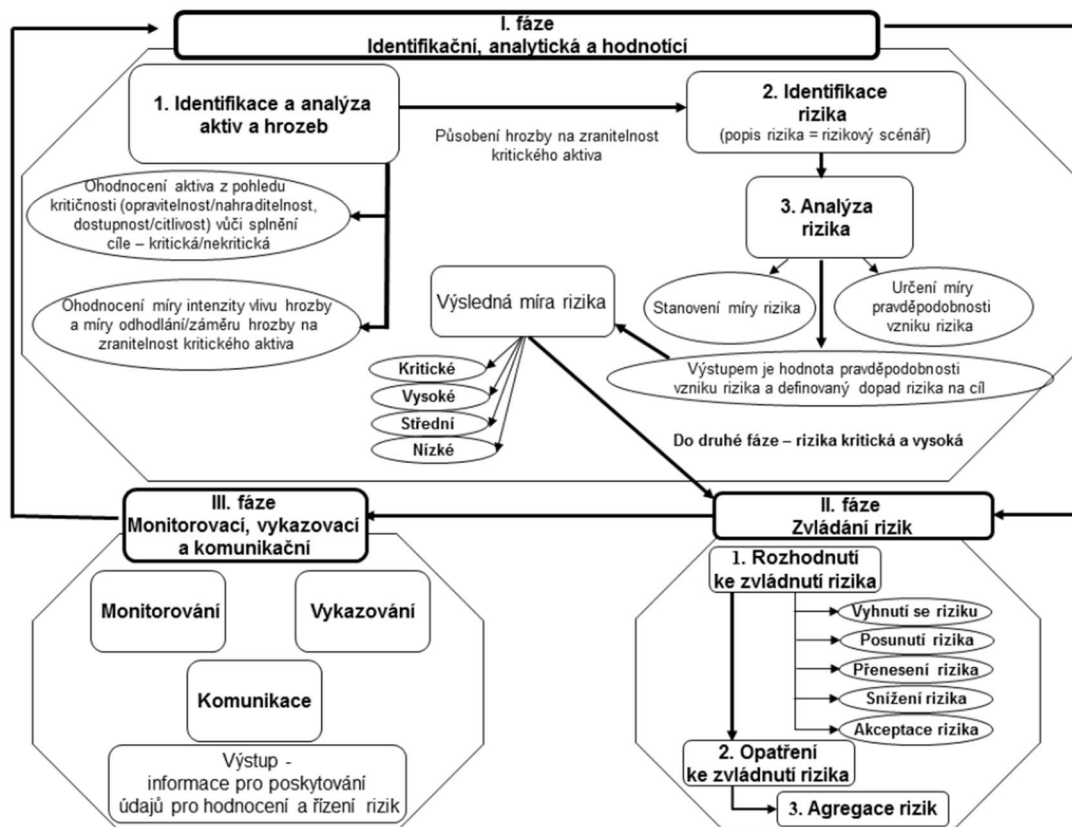 I. fáze
Identifikační, analytická a hodnotící
1. Identifikace a analýza
aktiv a hrozeb
Působení hrozby na zranitelnost
kritického aktiva
2. Identifikace
rizika
(popis rizika = rizikový scénář)
Ohodnocení aktiva z pohledu
kritičnosti (opravitelnost/nahraditelnost,
dostupnost/citlivost) vůči splnění
cíle – kritická/nekritická
3. Analýza
rizika
Ohodnocení míry intenzity vlivu hrozby
a míry odhodlání/záměru hrozby na
zranitelnost kritického aktiva
Výsledná míra rizika
Stanovení míry rizika
Určení míry
pravděpodobnosti
vzniku rizika
Kritické
Vysoké
Střední
Nízké
Výstupem je hodnota pravděpodobnosti
vzniku rizika a definovaný dopad rizika na cíl
Do druhé fáze – rizika kritická a vysoká
III. fáze
Monitorovací, vykazovací
a komunikační
Monitorování
Vykazování
Komunikace
Výstup -
informace pro poskytování
údajů pro hodnocení a řízení rizik
II. fáze
Zvládání rizik
1. Rozhodnutí
ke zvládnutí rizika
Vyhnutí se riziku
Posunutí rizika
Přenesení rizika
Snížení rizika
Akceptace rizika
2. Opatření
ke zvládnutí rizika
3. Agregace rizik